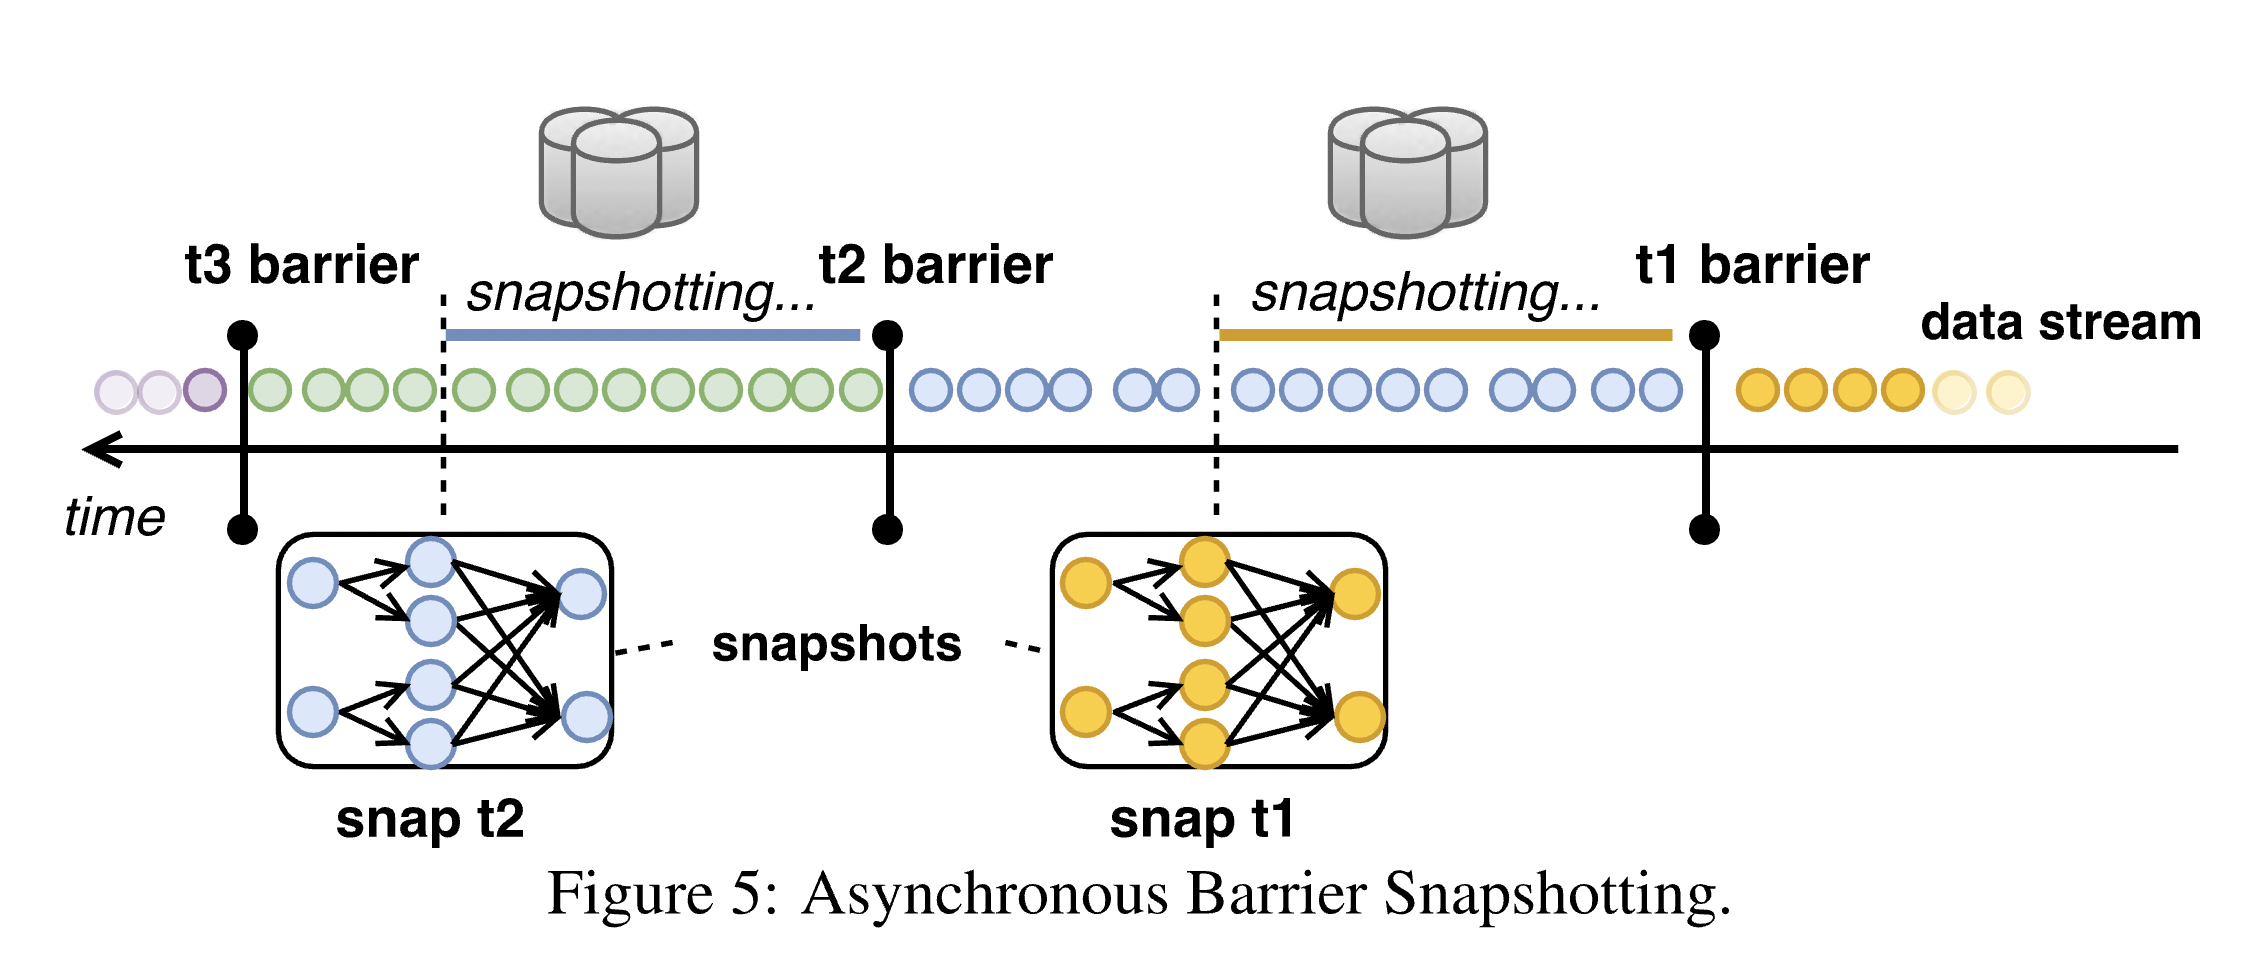 t3 barrier
snapshotting...
t2 barrier
snapshotting...
t1 barrier
data stream
time
snapshots
snap t2
snap t1
Figure 5: Asynchronous Barrier Snapshotting.